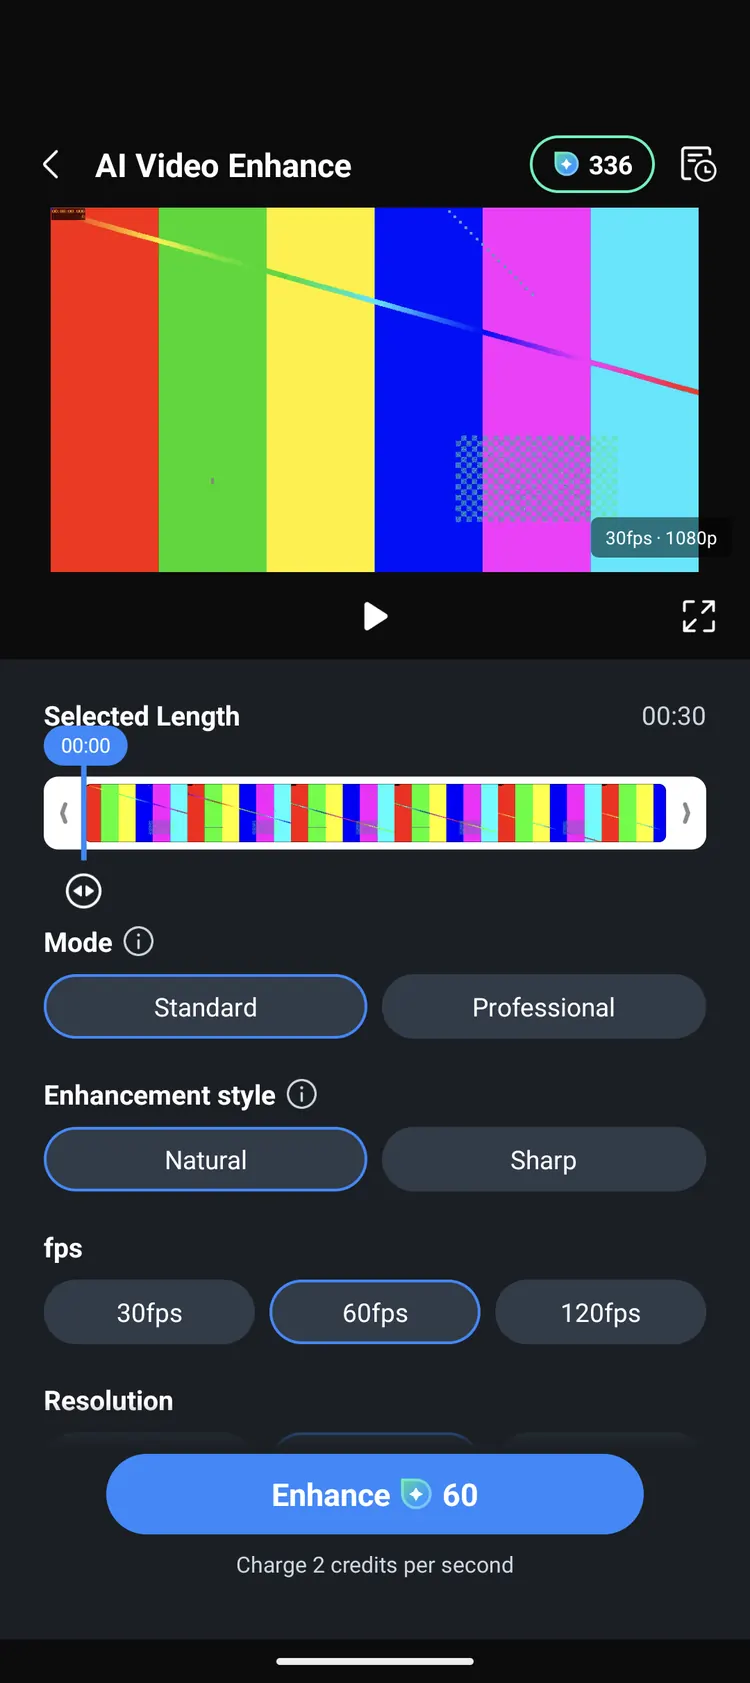 AI Video Enhance
336
30fps · 1080p
Selected Length
00:30
00:00
Mode
Standard
Professional
Enhancement style
Natural
Sharp
fps
30fps
60fps
120fps
Resolution
Enhance 60
Charge 2 credits per second